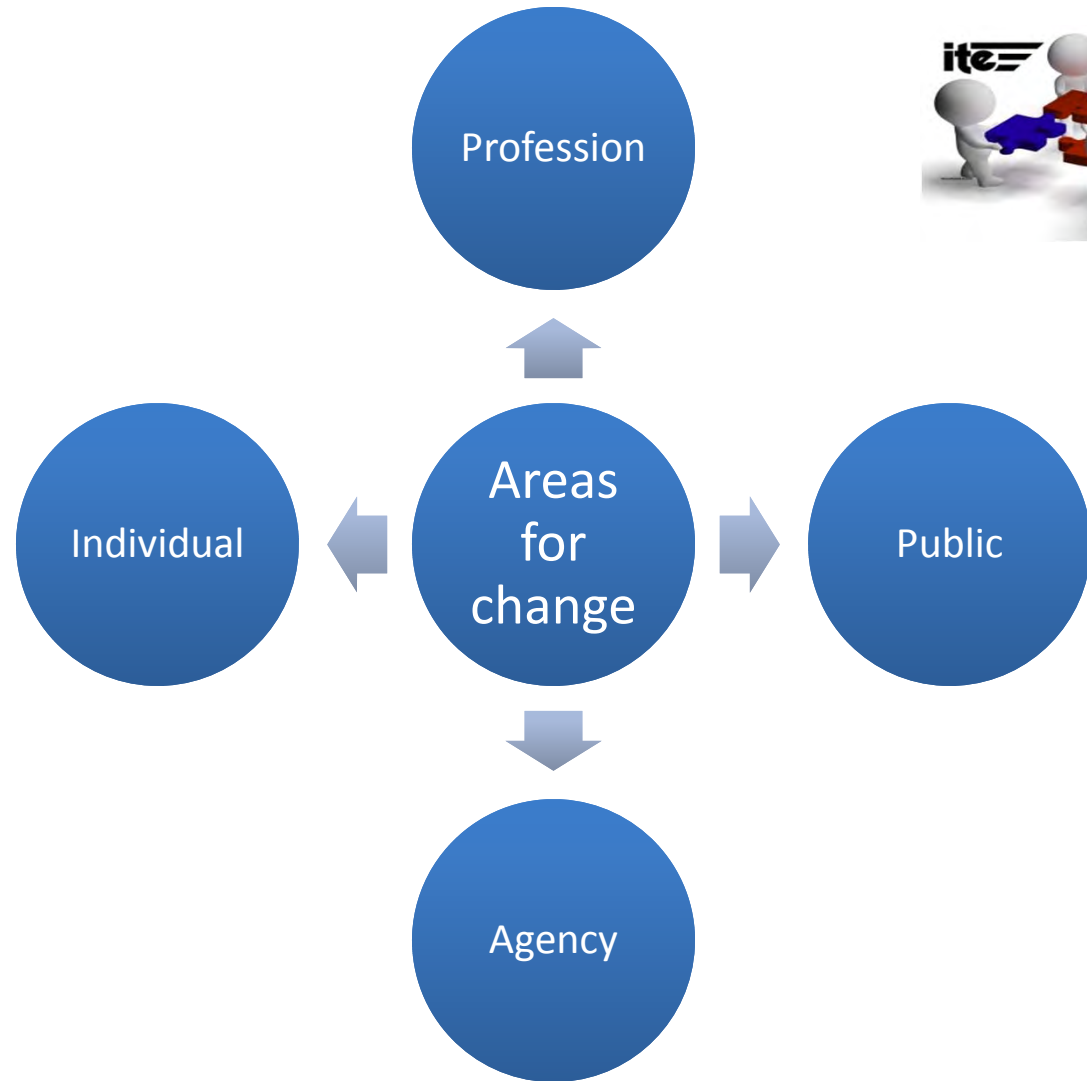 ite
Profession
Individual
Areas
for
change
Public
Agency